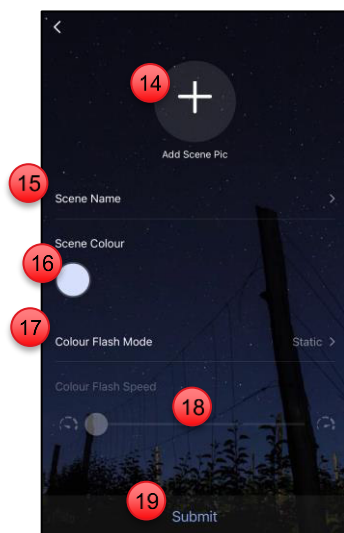 14
Add Scene Pic
15
Scene Name
Scene Colour
16
17
Colour Flash Mode Static
Colour Flash Speed
18
19
Submit